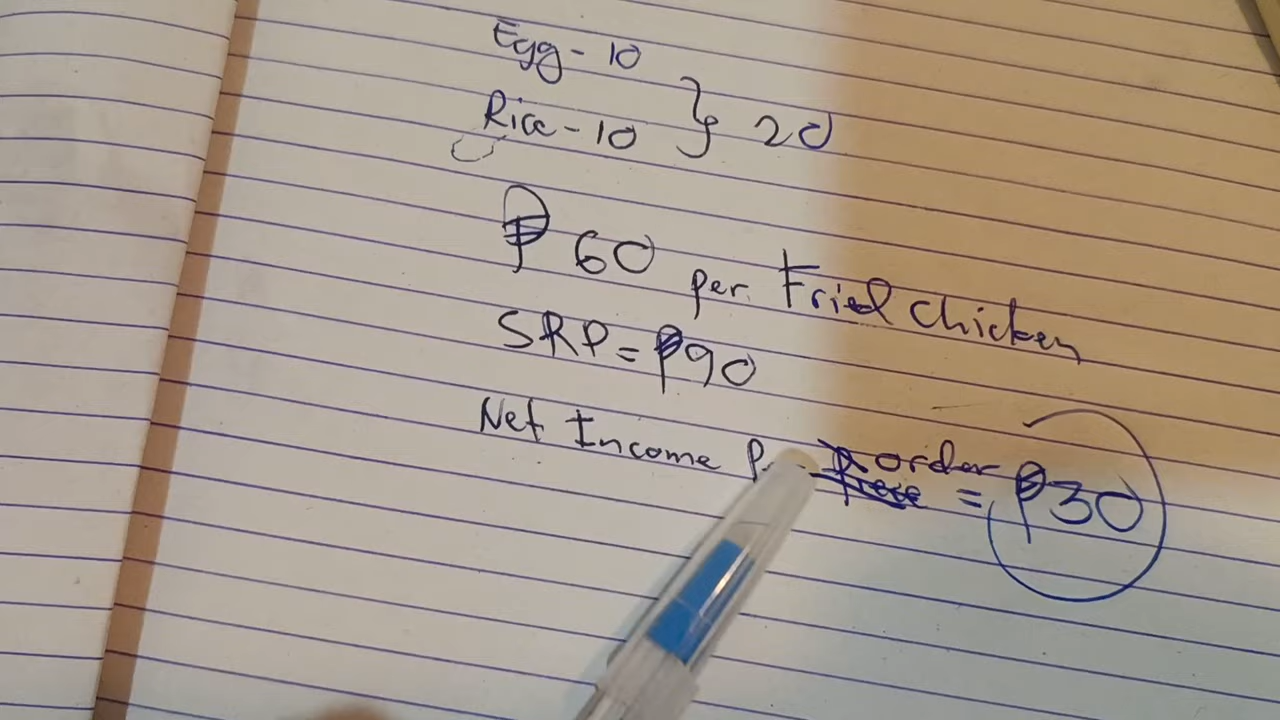 Egg - 10
Rice - 10 } 20
₱ 60 per Fried Chicken
SRP = ₱90
Net Income order = ₱30